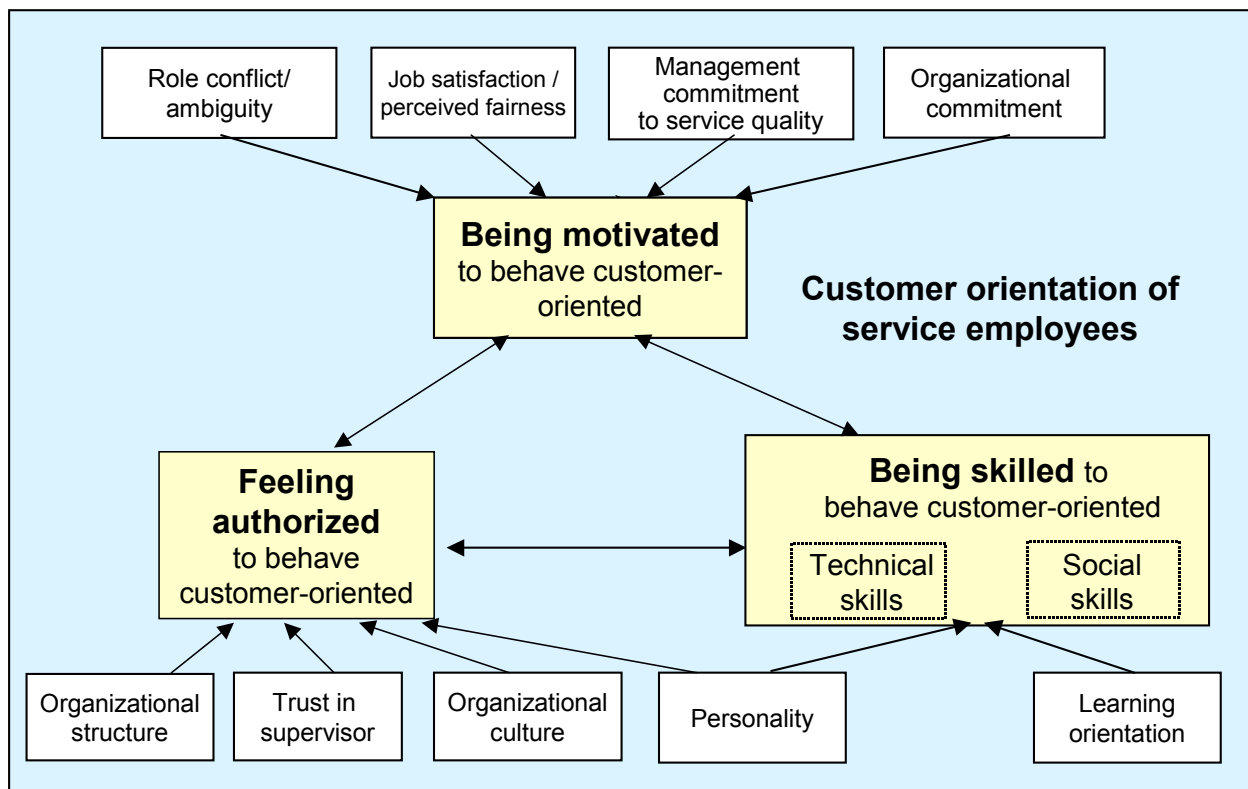 Role conflict/
ambiguity
Job satisfaction /
perceived fairness
Management
commitment
to service quality
Organizational
commitment
Being motivated
to behave customer-
oriented
Customer orientation of
service employees
Feeling
authorized
to behave
customer-oriented
Being skilled to
behave customer-oriented
Technical
skills
Social
skills
Organizational
structure
Trust in
supervisor
Organizational
culture
Personality
Learning
orientation